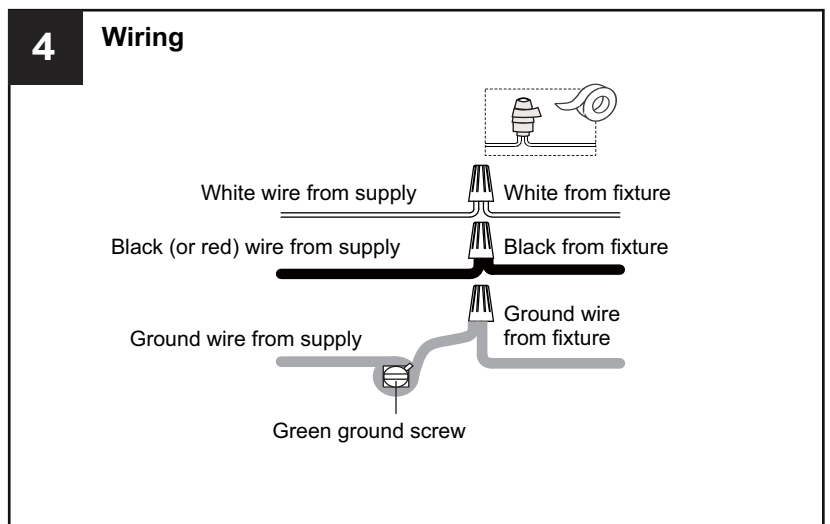 4
Wiring
White wire from supply
White from fixture
Black (or red) wire from supply
Black from fixture
Ground wire from supply
Ground wire
from fixture
Green ground screw